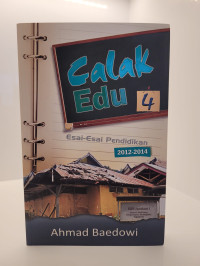 Calak
Edu 4
Esai-Esai Pendidikan
2012-2014
Ahmad Baedowi